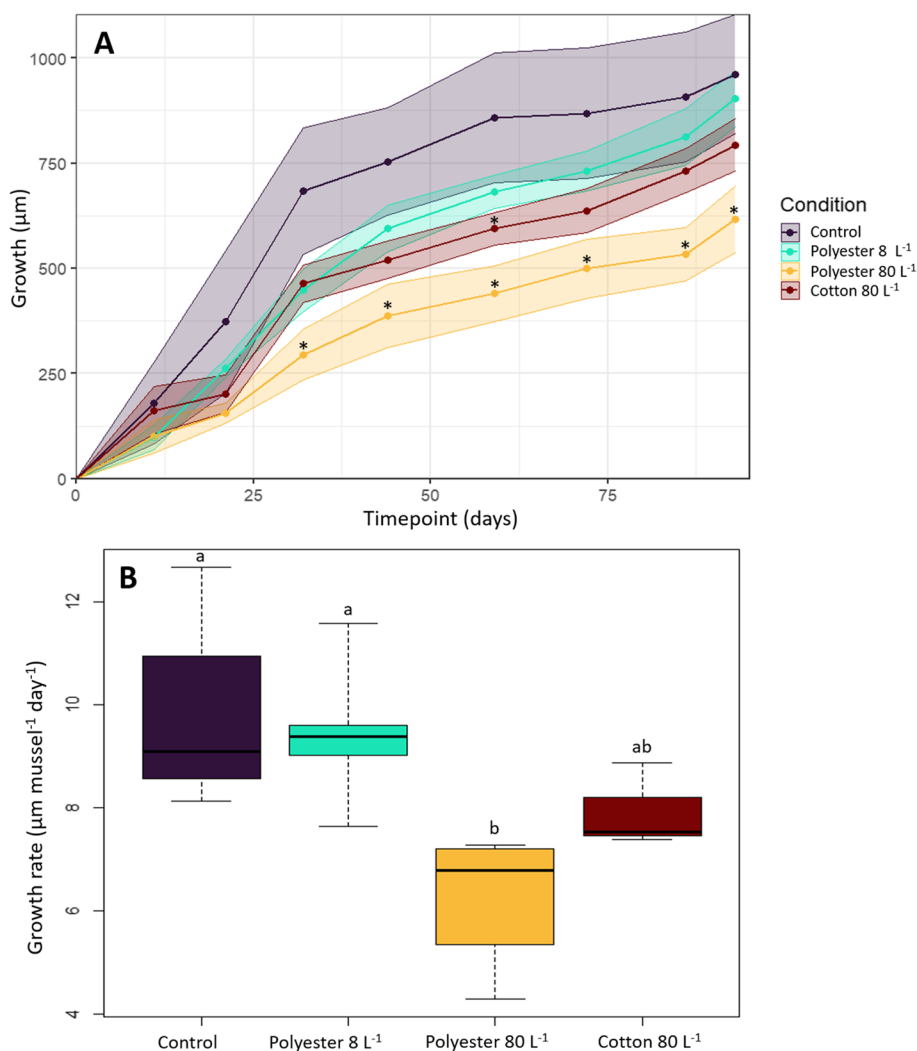 A
1000
750
500
250
0
Growth (µm)
* * * * * * *
0 25 50 75
Timepoint (days)
Condition
Control
Polyester 8 L⁻¹
Polyester 80 L⁻¹
Cotton 80 L⁻¹
B
a a b ab
12
10
8
6
4
Growth rate (µm mussel⁻¹ day⁻¹)
Control Polyester 8 L⁻¹ Polyester 80 L⁻¹ Cotton 80 L⁻¹